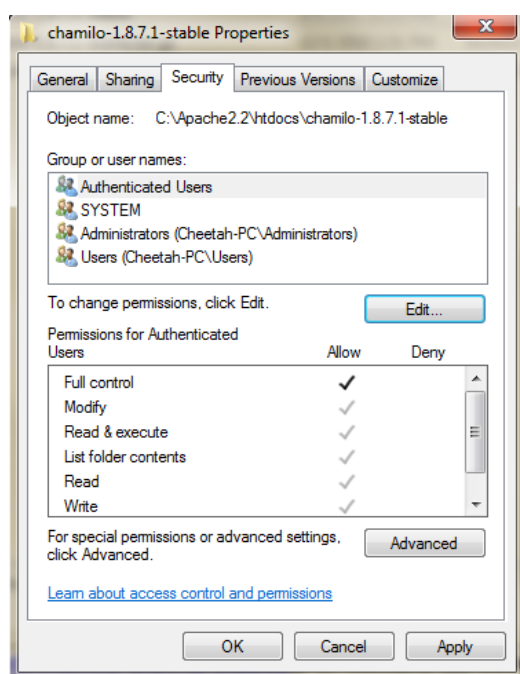 chamilo-1.8.7.1-stable Properties
General Sharing Security Previous Versions Customize
Object name: C:\Apache2.2\htdocs\chamilo-1.8.7.1-stable
Group or user names:
Authenticated Users
SYSTEM
Administrators (Cheetah-PC\Administrators)
Users (Cheetah-PC\Users)
To change permissions, click Edit. Edit...
Permissions for Authenticated
Users Allow Deny
Full control
Modify
Read & execute
List folder contents
Read
Write
For special permissions or advanced settings,
click Advanced. Advanced
Learn about access control and permissions
OK Cancel Apply